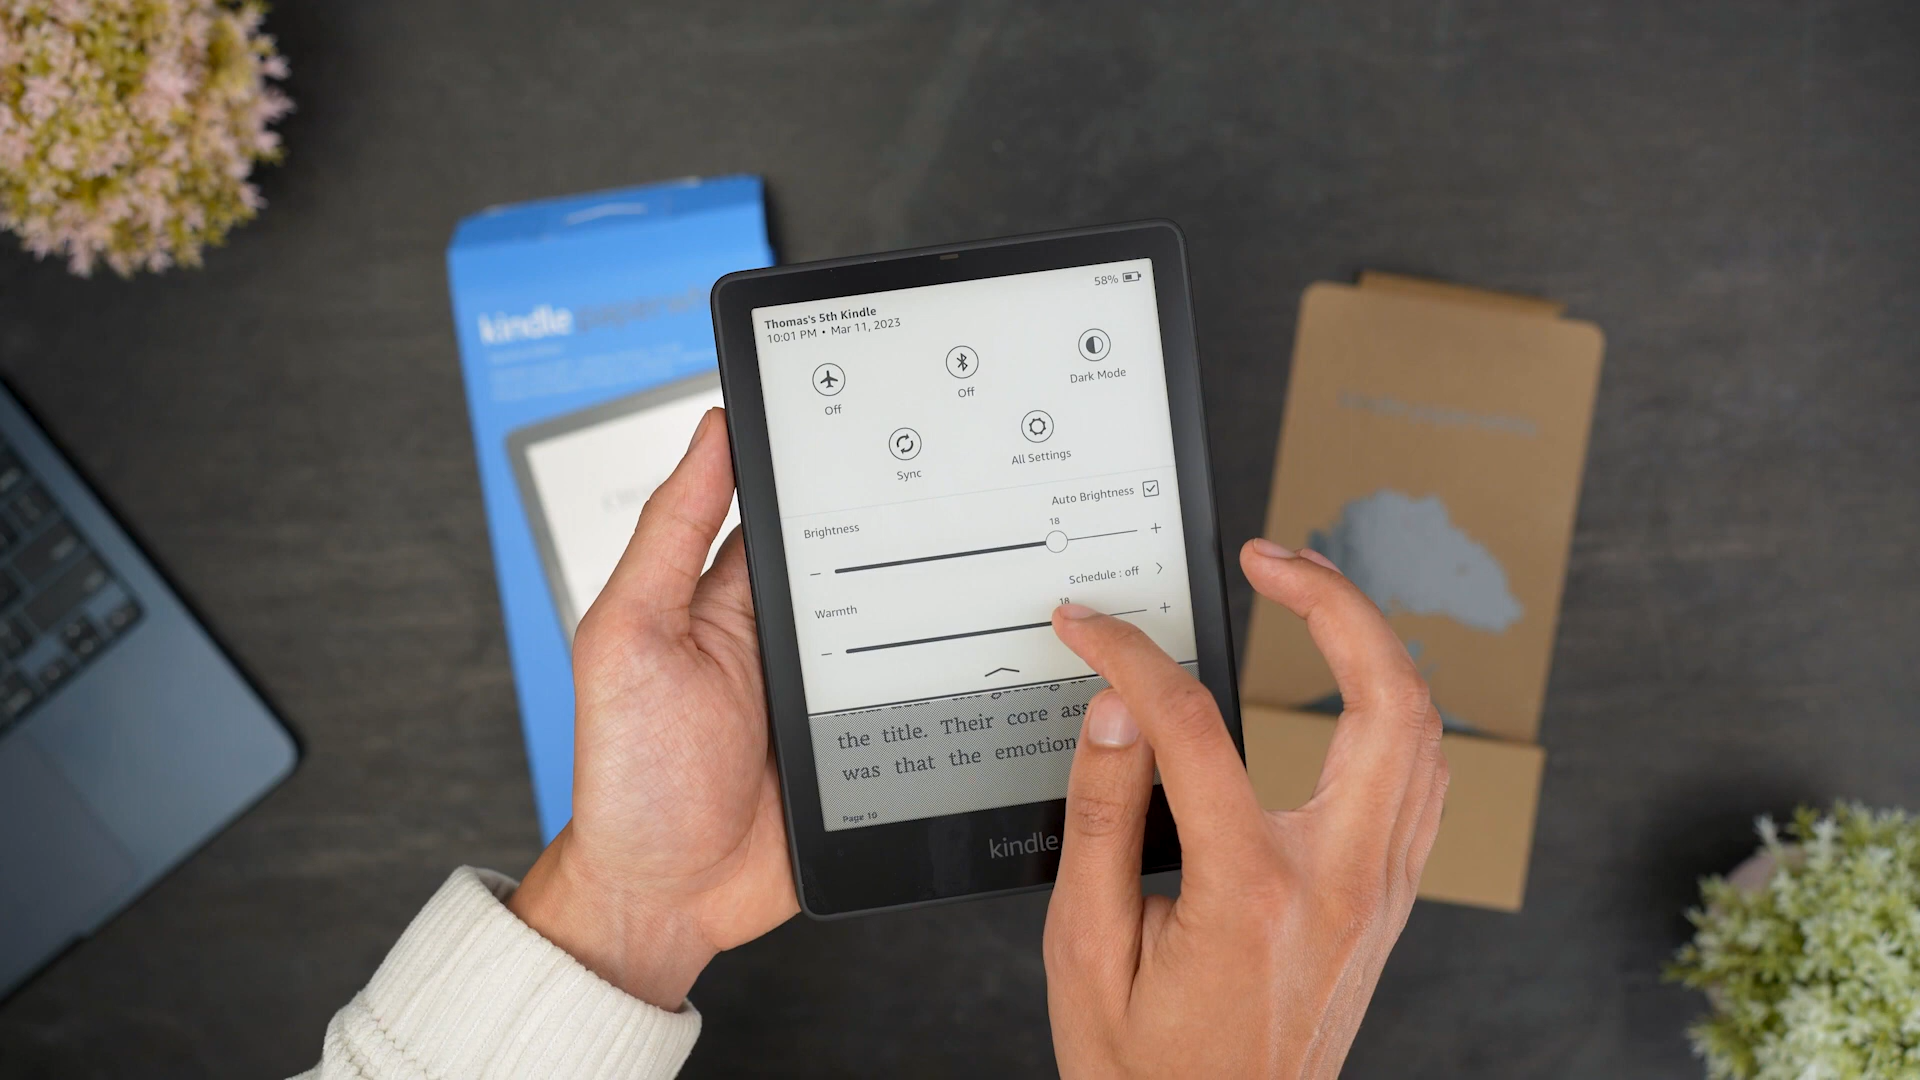 58%
Thomas's 5th Kindle
10:01 PM • Mar 11, 2023
Off
Off
Dark Mode
Sync
All Settings
Auto Brightness
Brightness
18
Schedule : off
Warmth
18
the title. Their core
was that the emotion
Page 10
kindle
kindle